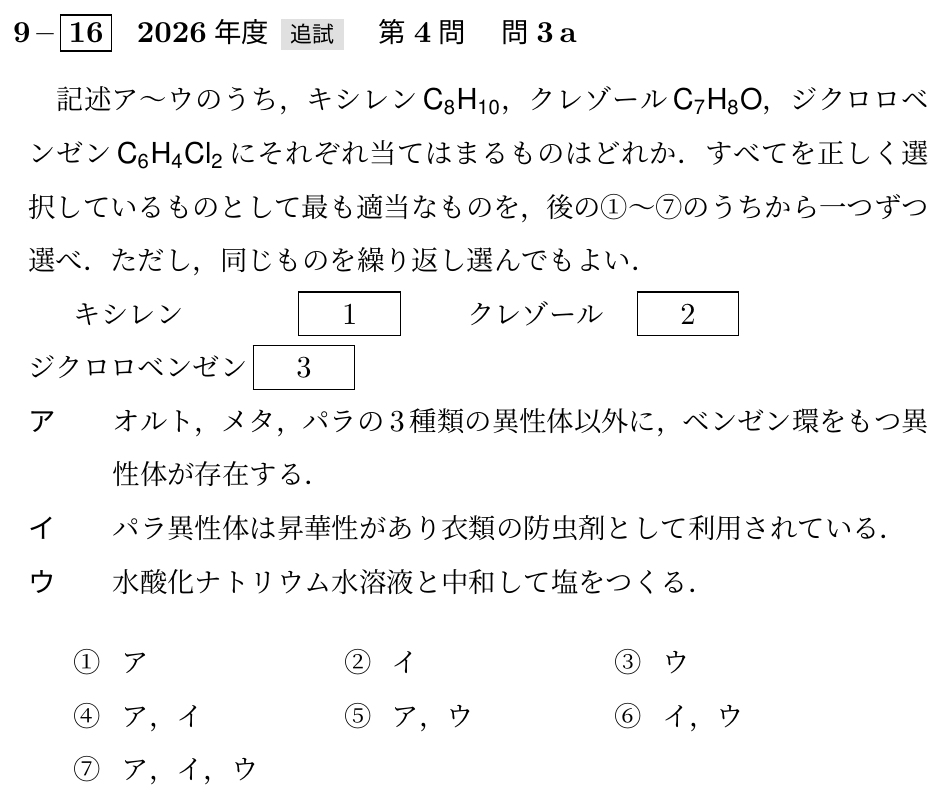 9－16　2026 年度 追試　第 4 問　問 3 a
記述ア～ウのうち，キシレン C₈H₁₀，クレゾール C₇H₈O，ジクロロベ
ンゼン C₆H₄Cl₂ にそれぞれ当てはまるものはどれか．すべてを正しく選
択しているものとして最も適当なものを，後の①～⑦のうちから一つずつ
選べ．ただし，同じものを繰り返し選んでもよい．
キシレン　1　クレゾール　2
ジクロロベンゼン　3
ア　オルト，メタ，パラの３種類の異性体以外に，ベンゼン環をもつ異
性体が存在する．
イ　パラ異性体は昇華性があり衣類の防虫剤として利用されている．
ウ　水酸化ナトリウム水溶液と中和して塩をつくる．
①　ア　②　イ　③　ウ
④　ア，イ　⑤　ア，ウ　⑥　イ，ウ
⑦　ア，イ，ウ